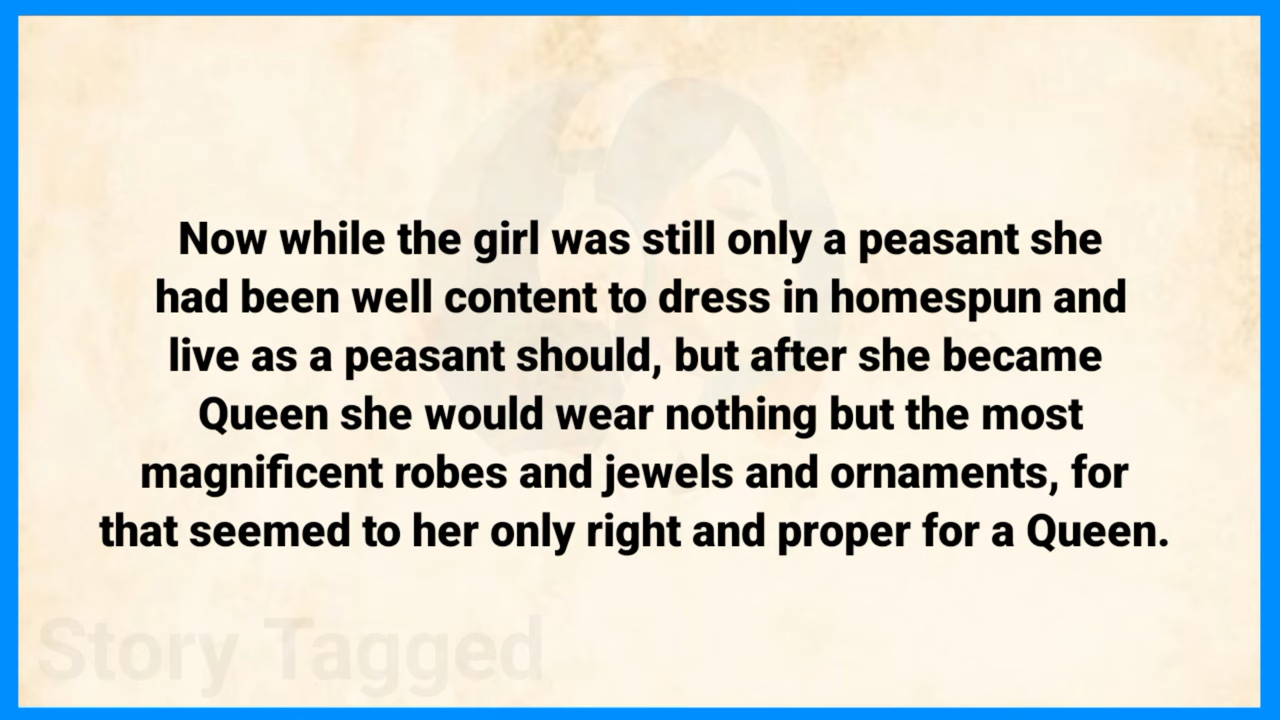 Now while the girl was still only a peasant she
had been well content to dress in homespun and
live as a peasant should, but after she became
Queen she would wear nothing but the most
magnificent robes and jewels and ornaments, for
that seemed to her only right and proper for a Queen.
Story Tagged